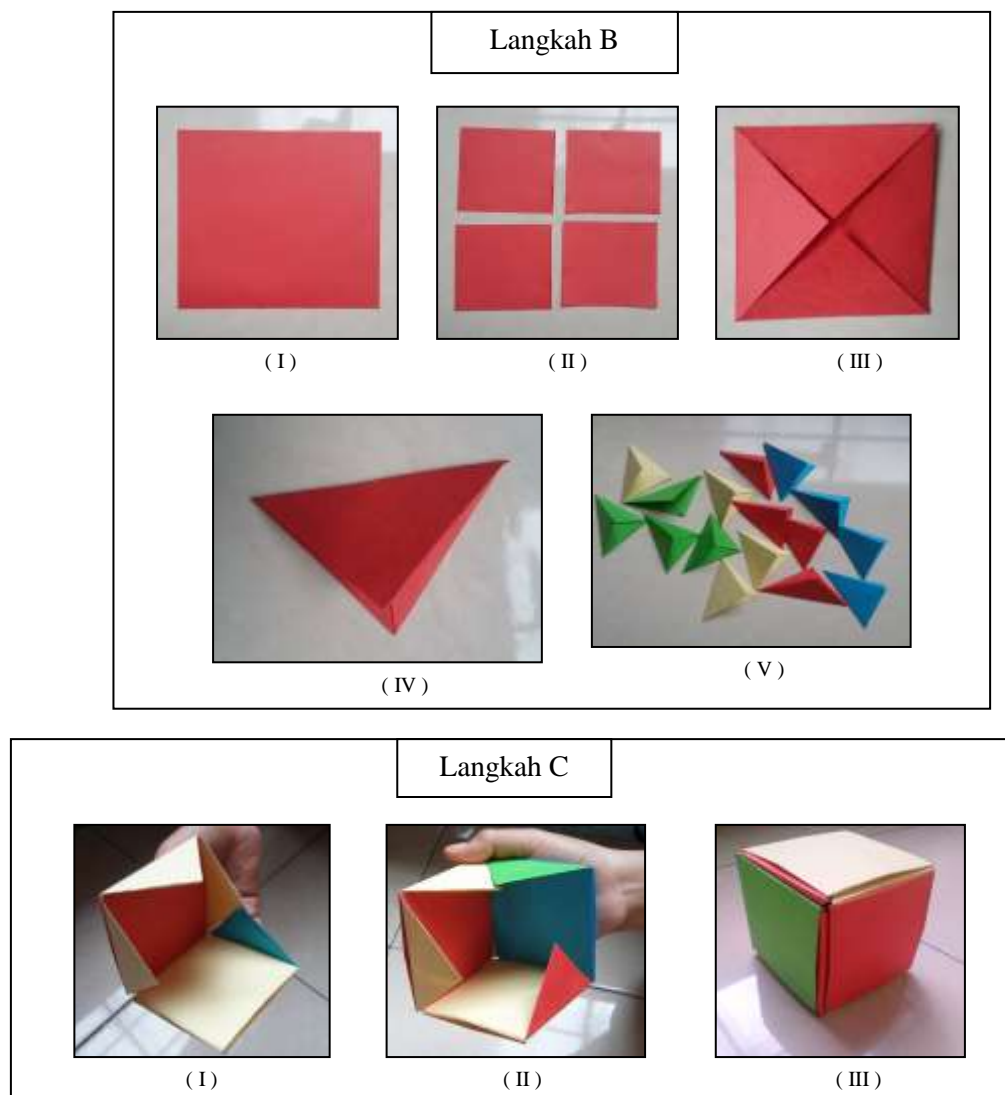 Langkah B
( I )
( II )
( III )
( IV )
( V )
Langkah C
( I )
( II )
( III )